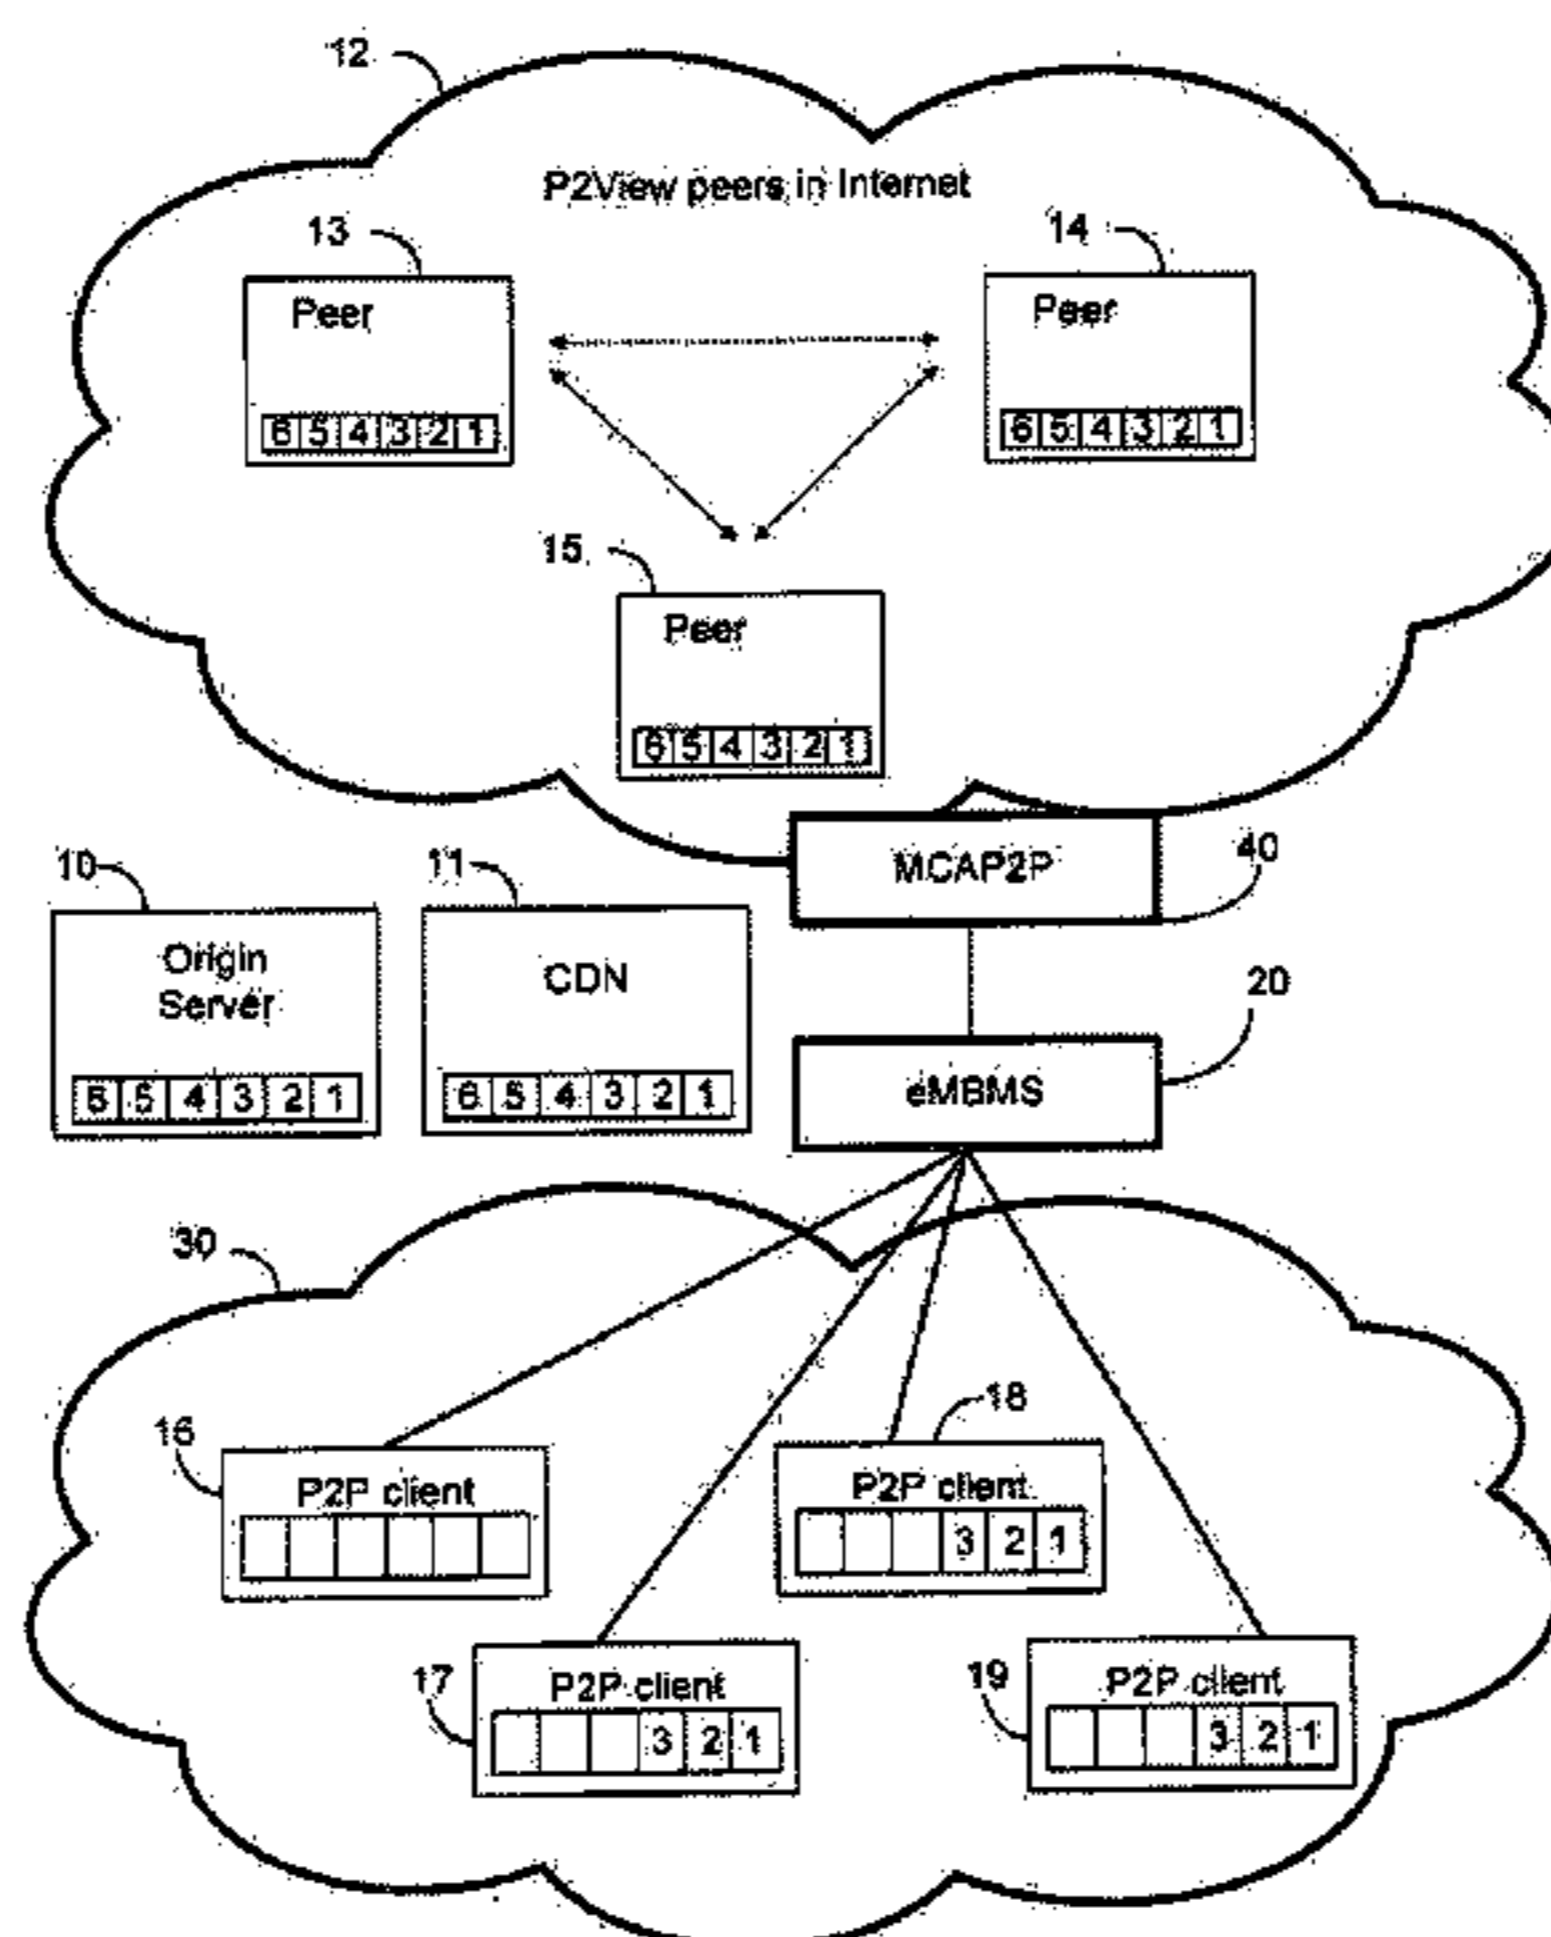 12
P2View peers in Internet
13
14
Peer
Peer
6 5 4 3 2 1
6 5 4 3 2 1
15
Peer
6 5 4 3 2 1
MCAP2P
40
10
11
Origin
Server
CDN
6 5 4 3 2 1
6 5 4 3 2 1
20
eMBMS
30
16
18
P2P client
P2P client
3 2 1
17
19
P2P client
P2P client
3 2 1
3 2 1